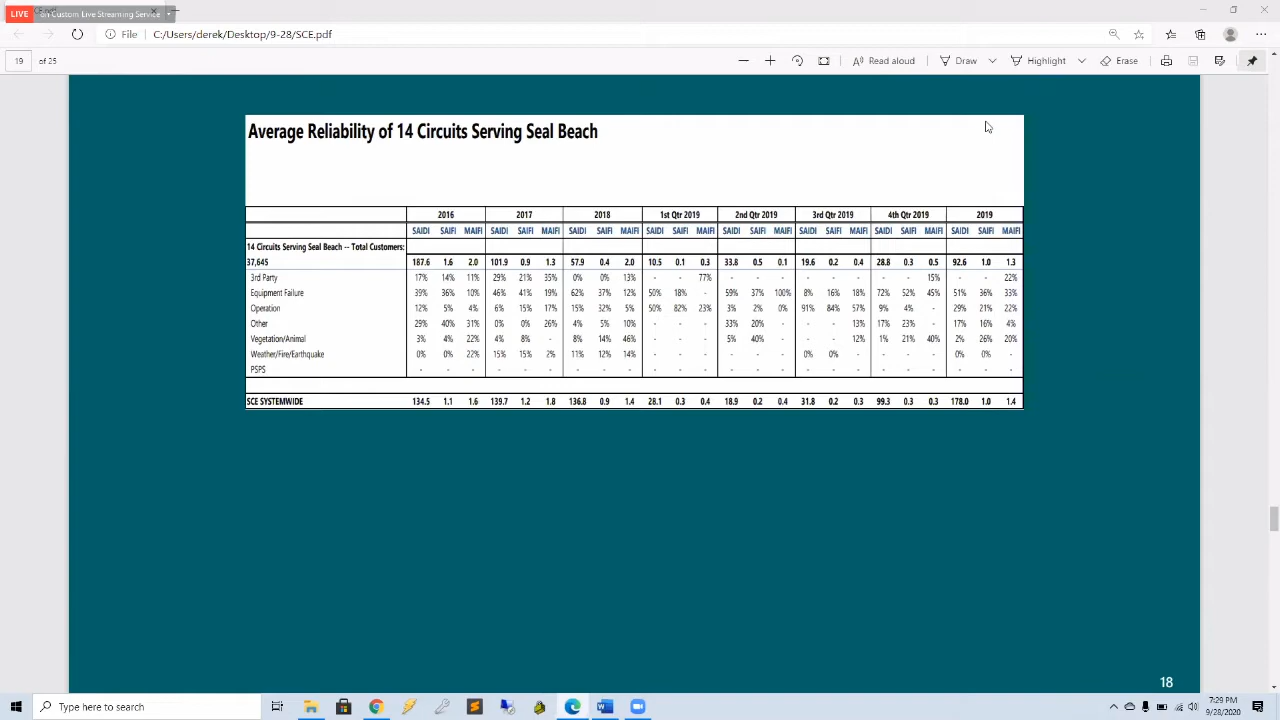 LIVE on Custom Live Streaming Service
File C:/Users/derek/Desktop/9-28/SCE.pdf
19 of 25 Read aloud Draw Highlight Erase
Average Reliability of 14 Circuits Serving Seal Beach
2016 2017 2018 1st Qtr 2019 2nd Qtr 2019 3rd Qtr 2019 4th Qtr 2019 2019
SAIDI SAIFI MAIFI SAIDI SAIFI MAIFI SAIDI SAIFI MAIFI SAIDI SAIFI MAIFI SAIDI SAIFI MAIFI SAIDI SAIFI MAIFI SAIDI SAIFI MAIFI SAIDI SAIFI MAIFI
14 Circuits Serving Seal Beach -- Total Customers:
37,645 187.6 1.6 2.0 101.9 0.9 1.3 57.9 0.4 2.0 10.5 0.1 0.3 33.8 0.5 0.1 19.6 0.2 0.4 28.8 0.3 0.5 92.6 1.0 1.3
3rd Party 17% 14% 11% 29% 21% 35% 0% 0% 13% - - 77% - - - - - - - - 15% - - 22%
Equipment Failure 39% 36% 10% 46% 41% 19% 62% 37% 12% 50% 18% - 59% 37% 100% 8% 16% 18% 72% 52% 45% 51% 36% 33%
Operation 12% 5% 4% 6% 15% 17% 15% 32% 5% 50% 82% 23% 3% 2% 0% 91% 84% 57% 9% 4% - 29% 21% 22%
Other 29% 40% 31% 0% 0% 26% 4% 5% 10% - - - 33% 20% - - - 13% 17% 23% - 17% 16% 4%
Vegetation/Animal 3% 4% 22% 4% 8% - 8% 14% 46% - - - 5% 40% - - - 12% 1% 21% 40% 2% 26% 20%
Weather/Fire/Earthquake 0% 0% 22% 15% 15% 2% 11% 12% 14% - - - - - - 0% 0% - - - - 0% 0% -
PSPS - - - - - - - - - - - - - - - - - - - - - - - -
SCE SYSTEMWIDE 134.5 1.1 1.6 139.7 1.2 1.8 136.8 0.9 1.4 28.1 0.3 0.4 18.9 0.2 0.4 31.8 0.2 0.3 99.3 0.3 0.3 178.0 1.0 1.4
18
Type here to search
7:29 PM
9/28/2020